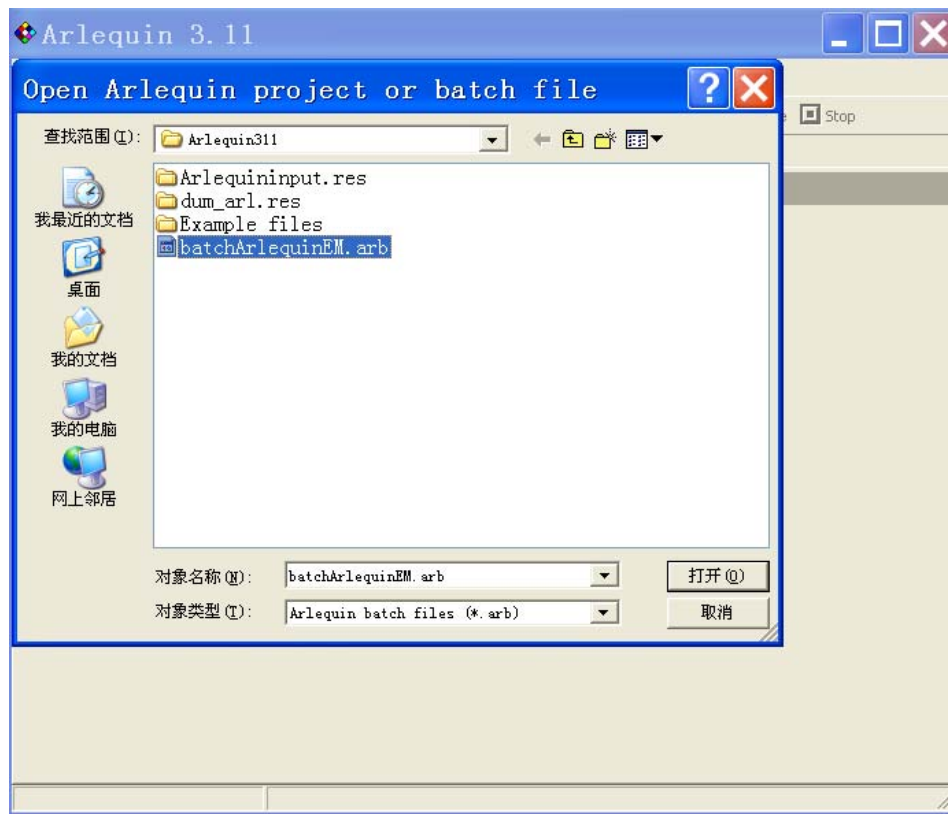 Arlequin 3.11
Open Arlequin project or batch file
Stop
查找范围(I):
Arlequin311
Arlequininput.res
dum_arl.res
Example files
batchArlequinEM.arb
我最近的文档
桌面
我的文档
我的电脑
网上邻居
对象名称(N):
batchArlequinEM.arb
打开(O)
对象类型(T):
Arlequin batch files (*.arb)
取消